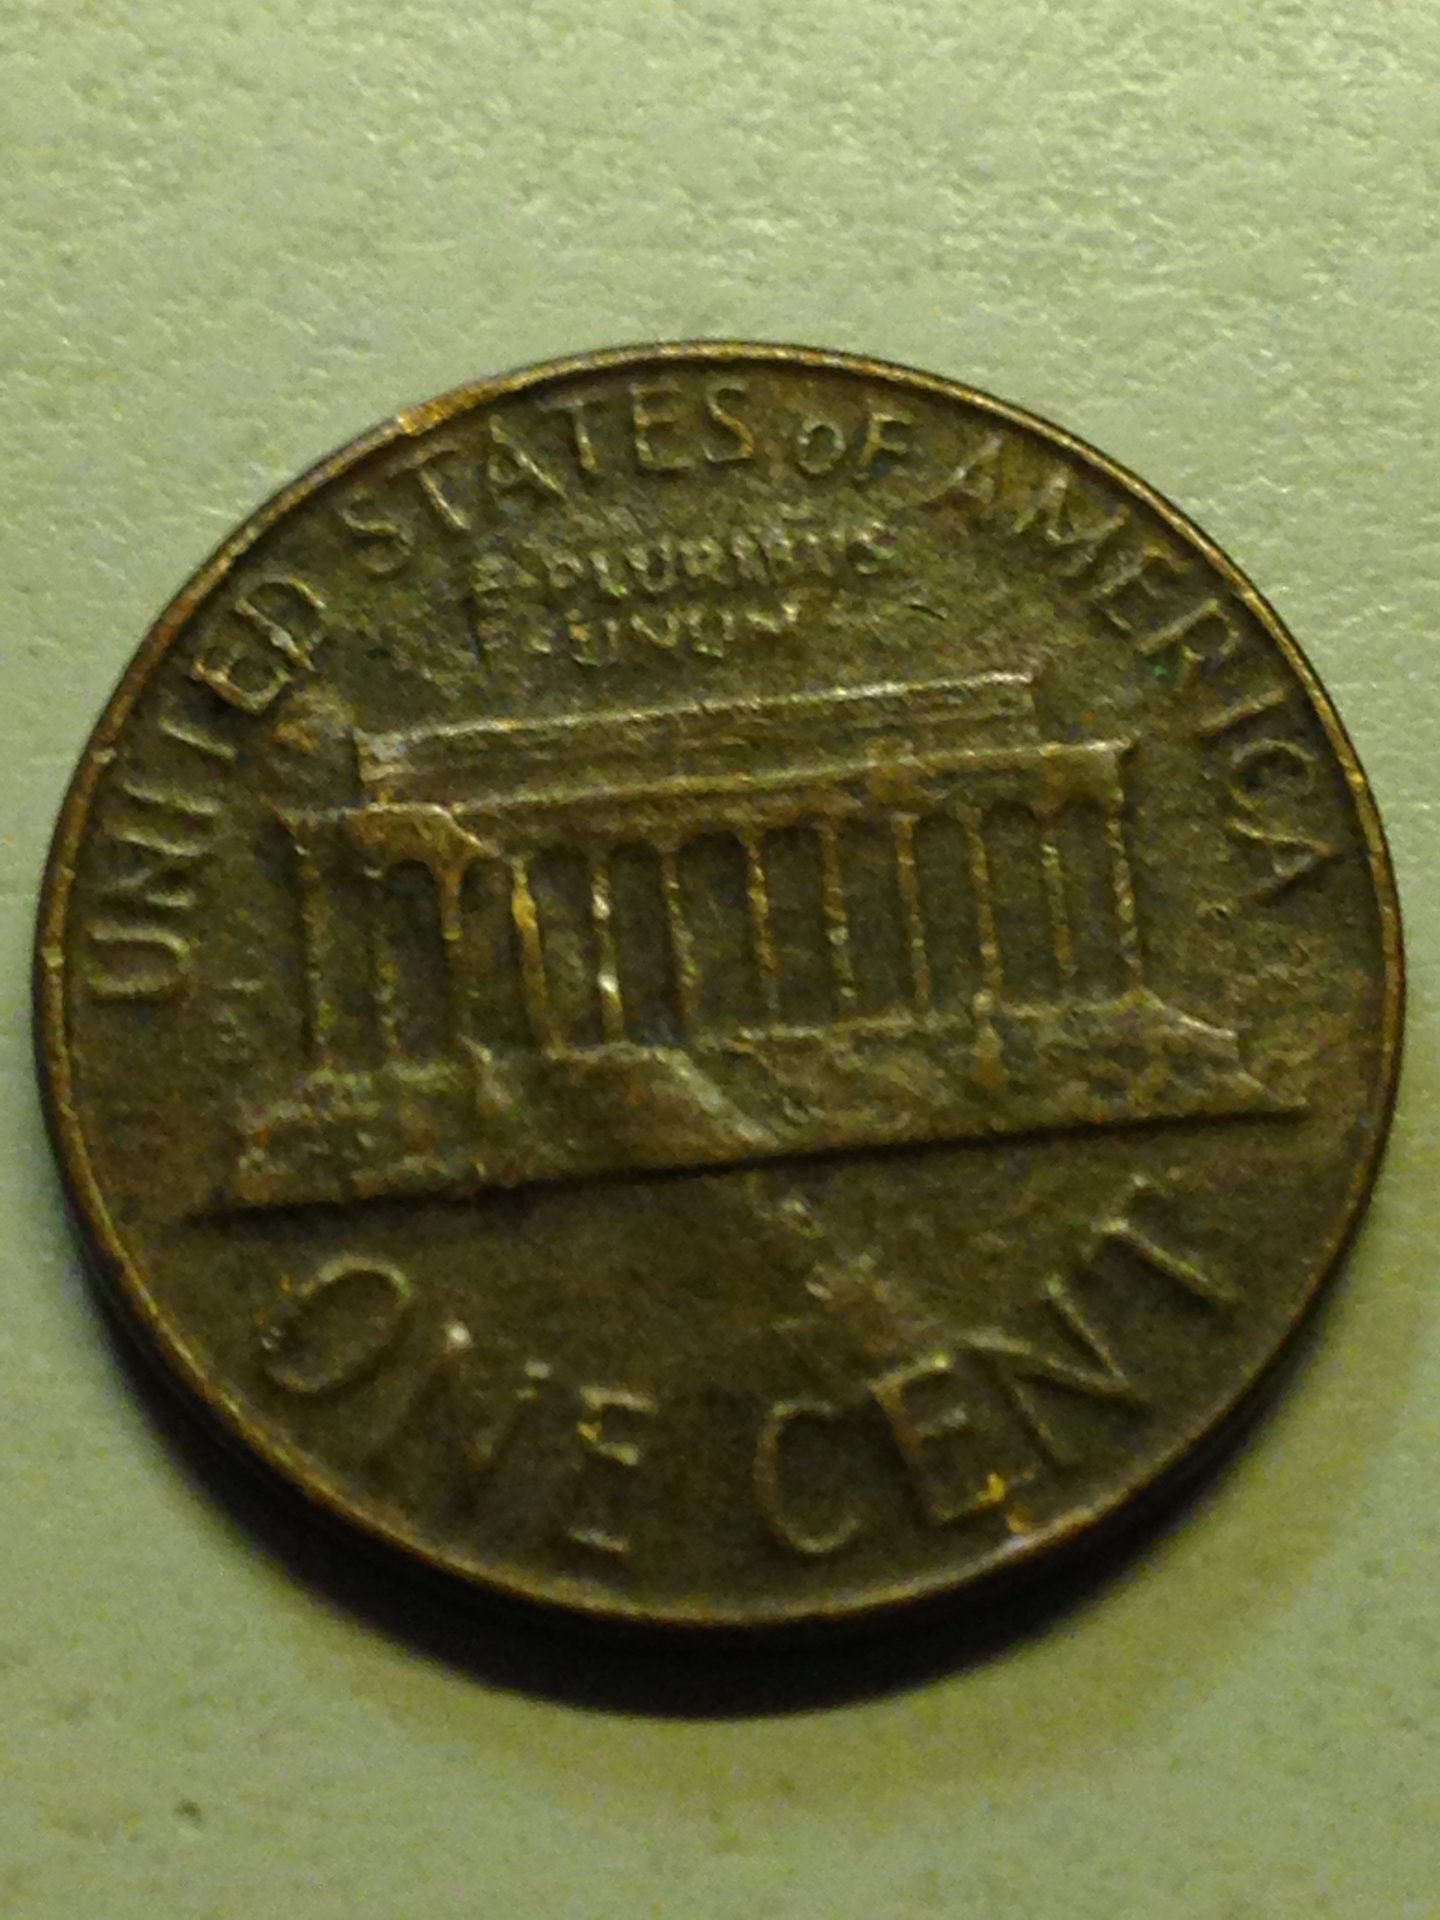 UNITED STATES OF AMERICA
E·PLURIBUS
·UNUM·
ONE CENT